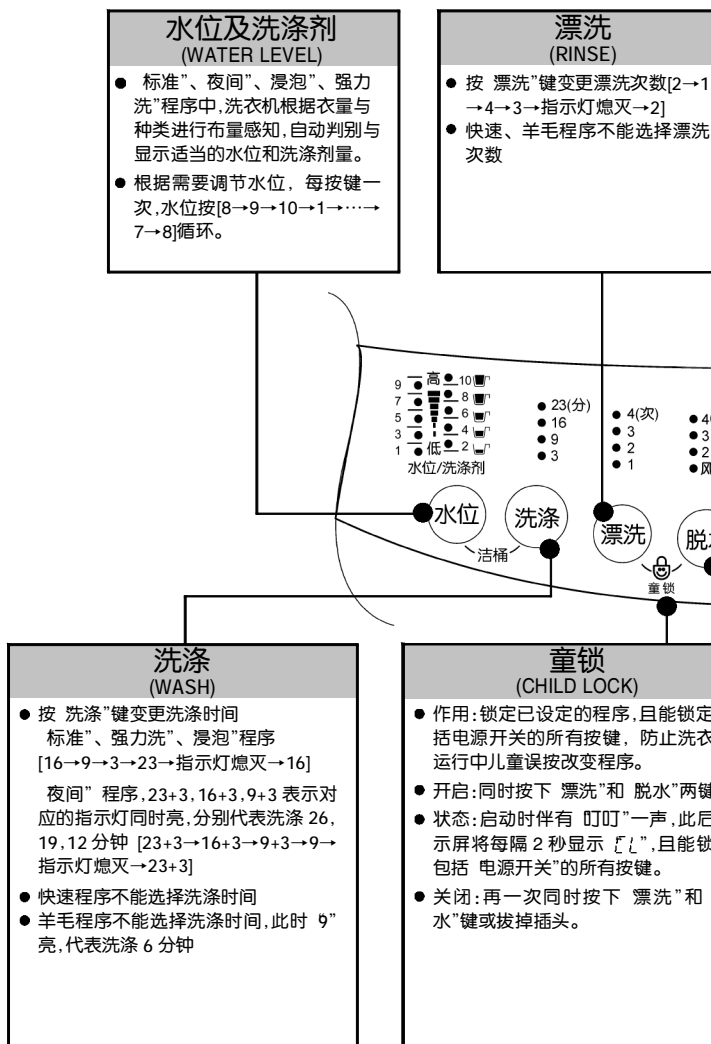 水位及洗涤剂
(WATER LEVEL)
● 标准”、夜间”、浸泡”、强力
洗”程序中,洗衣机根据衣量与
种类进行布量感知,自动判别与
显示适当的水位和洗涤剂量。
● 根据需要调节水位，每按键一
次,水位按[8→9→10→1→···→
7→8]循环。
漂洗
(RINSE)
● 按 漂洗”键变更漂洗次数[2→1
→4→3→指示灯熄灭→2]
● 快速、羊毛程序不能选择漂洗
次数
9 高 10
7 8
5 6
3 4
1 低 2
水位/洗涤剂
● 23(分)
● 16
● 9
● 3
● 4(次)
● 3
● 2
● 1
● 4
● 3
● 2
● 风
水位
洗涤
漂洗
脱
洁桶
童锁
洗涤
(WASH)
● 按 洗涤”键变更洗涤时间
标准”、强力洗”、浸泡”程序
[16→9→3→23→指示灯熄灭→16]
夜间”程序,23+3,16+3,9+3 表示对
应的指示灯同时亮,分别代表洗涤 26,
19,12 分钟 [23+3→16+3→9+3→9→
指示灯熄灭→23+3]
● 快速程序不能选择洗涤时间
● 羊毛程序不能选择洗涤时间,此时 9”
亮,代表洗涤 6 分钟
童锁
(CHILD LOCK)
● 作用:锁定已设定的程序,且能锁定
括电源开关的所有按键，防止洗衣
运行中儿童误按改变程序。
● 开启:同时按下 漂洗”和 脱水”两键
● 状态:启动时伴有 叮叮”一声,此后
示屏将每隔 2 秒显示 ”,且能锁
包括 电源开关”的所有按键。
● 关闭:再一次同时按下 漂洗”和
水”键或拔掉插头。